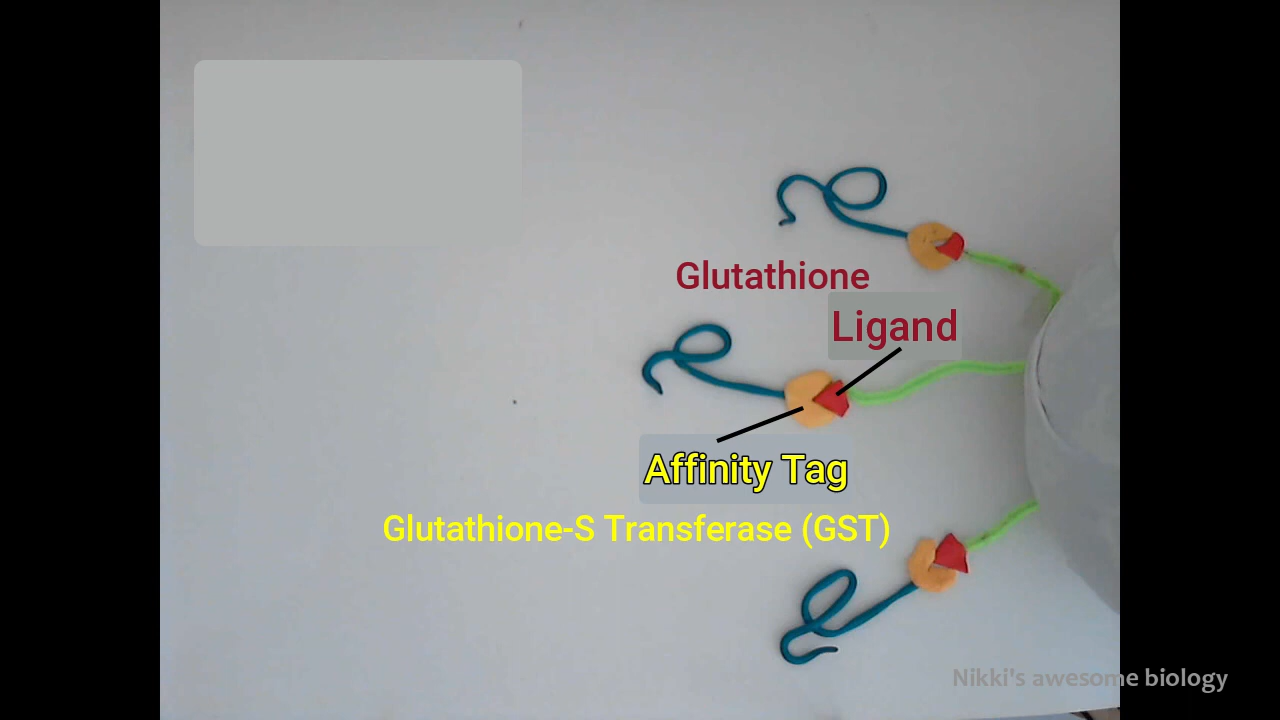 Glutathione
Ligand
Affinity Tag
Glutathione-S Transferase (GST)
Nikki's awesome biology